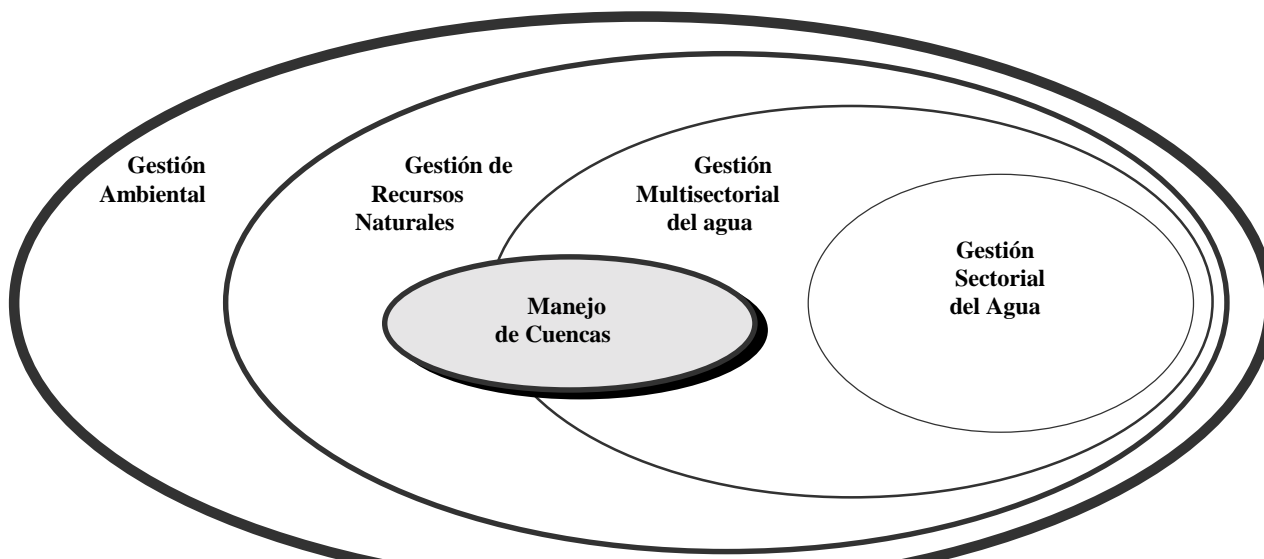 Gestión
Ambiental
Gestión de
Recursos
Naturales
Gestión
Multisectorial
del agua
Gestión
Sectorial
del Agua
Manejo
de Cuencas